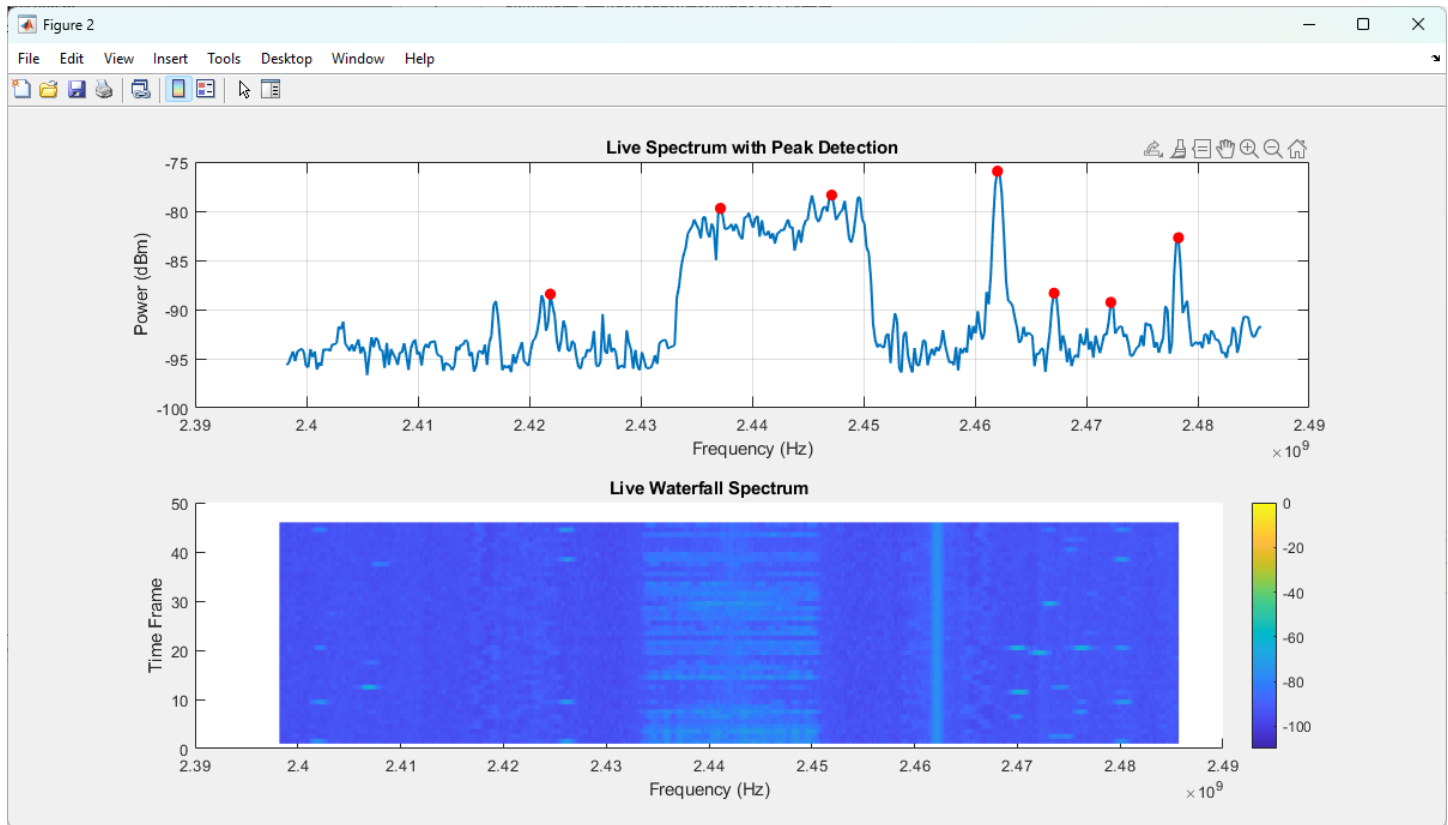 Figure 2
File Edit View Insert Tools Desktop Window Help
Live Spectrum with Peak Detection
-75
-80
-85
-90
-95
-100
Power (dBm)
2.39 2.4 2.41 2.42 2.43 2.44 2.45 2.46 2.47 2.48 2.49
Frequency (Hz)
×10⁹
Live Waterfall Spectrum
50
40
30
20
10
0
Time Frame
2.39 2.4 2.41 2.42 2.43 2.44 2.45 2.46 2.47 2.48 2.49
Frequency (Hz)
×10⁹
0
-20
-40
-60
-80
-100